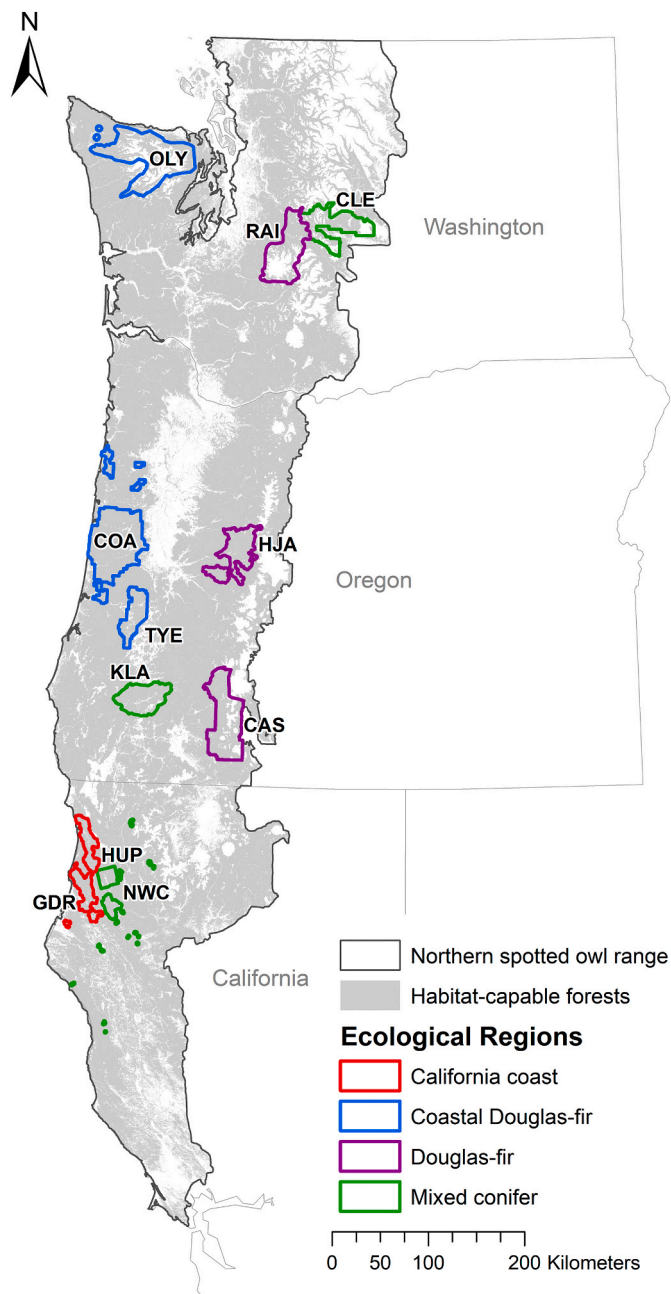 N
OLY
CLE
RAI
Washington
COA
HJA
Oregon
TYE
KLA
CAS
HUP
NWC
GDR
California
Northern spotted owl range
Habitat-capable forests
Ecological Regions
California coast
Coastal Douglas-fir
Douglas-fir
Mixed conifer
0 50 100 200 Kilometers